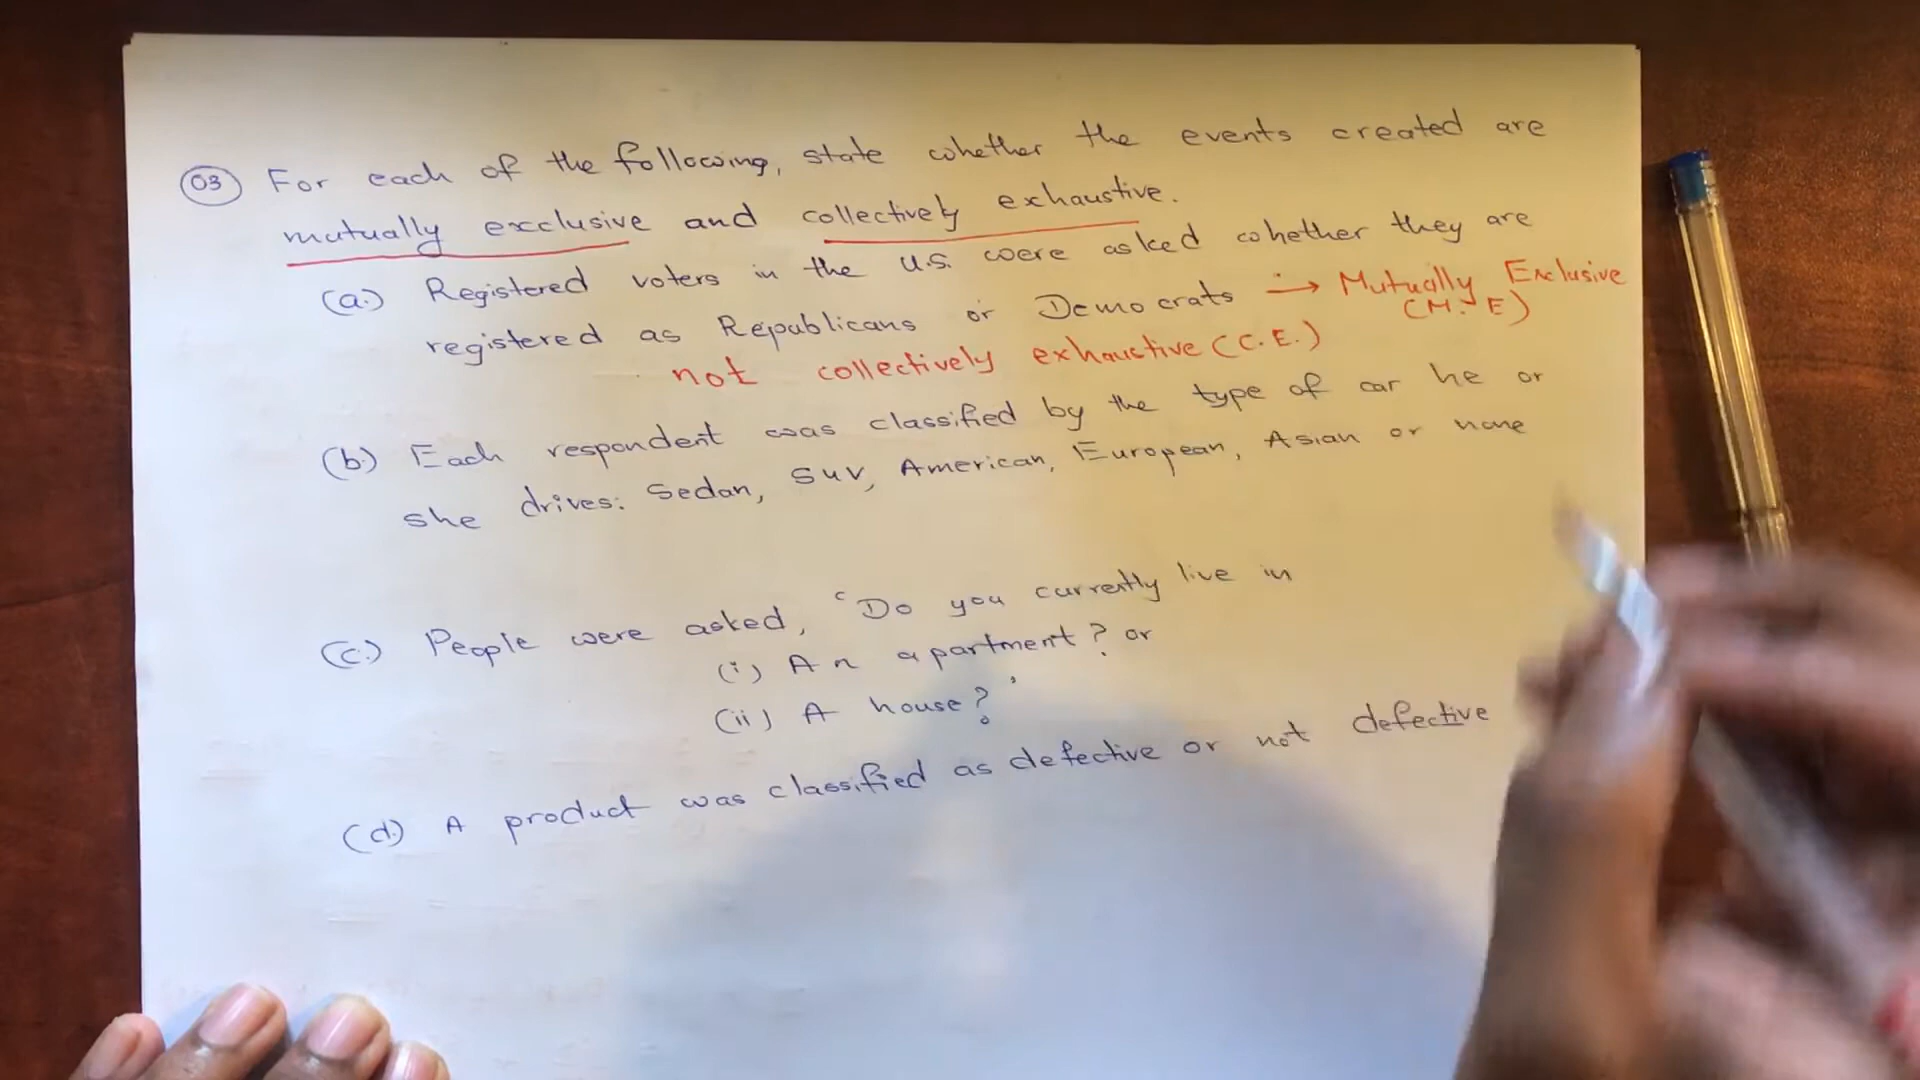 03 For each of the following, state whether the events created are
mutually exclusive and collectively exhaustive.
(a.) Registered voters in the U.S. were asked whether they are
registered as Republicans or Democrats → Mutually Exclusive
(M.E)
not collectively exhaustive (C.E.)
(b.) Each respondent was classified by the type of car he or
she drives: Sedan, SUV, American, European, Asian or none
(c.) People were asked, ‘Do you currently live in
(i) An apartment? or
(ii) A house?’
(d.) A product was classified as defective or not defective